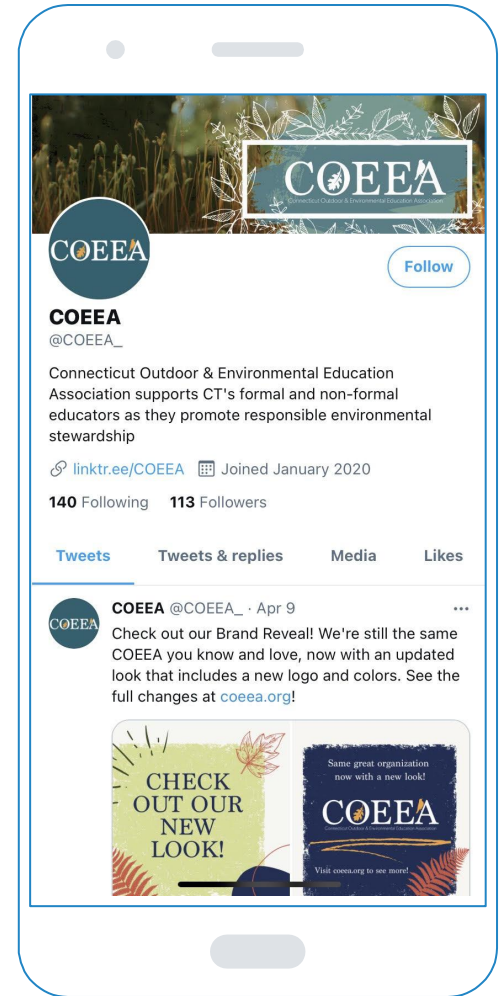 COEEA
Connecticut Outdoor & Environmental Education Association
COEEA
Follow
COEEA
@COEEA_
Connecticut Outdoor & Environmental Education
Association supports CT's formal and non-formal
educators as they promote responsible environmental
stewardship
linktr.ee/COEEA Joined January 2020
140 Following 113 Followers
Tweets Tweets & replies Media Likes
COEEA
COEEA @COEEA_ · Apr 9
Check out our Brand Reveal! We're still the same
COEEA you know and love, now with an updated
look that includes a new logo and colors. See the
full changes at coeea.org!
CHECK
OUT OUR
NEW
LOOK!
Same great organization
now with a new look!
COEEA
Connecticut Outdoor & Environmental Education Association
Visit coeea.org to see more!